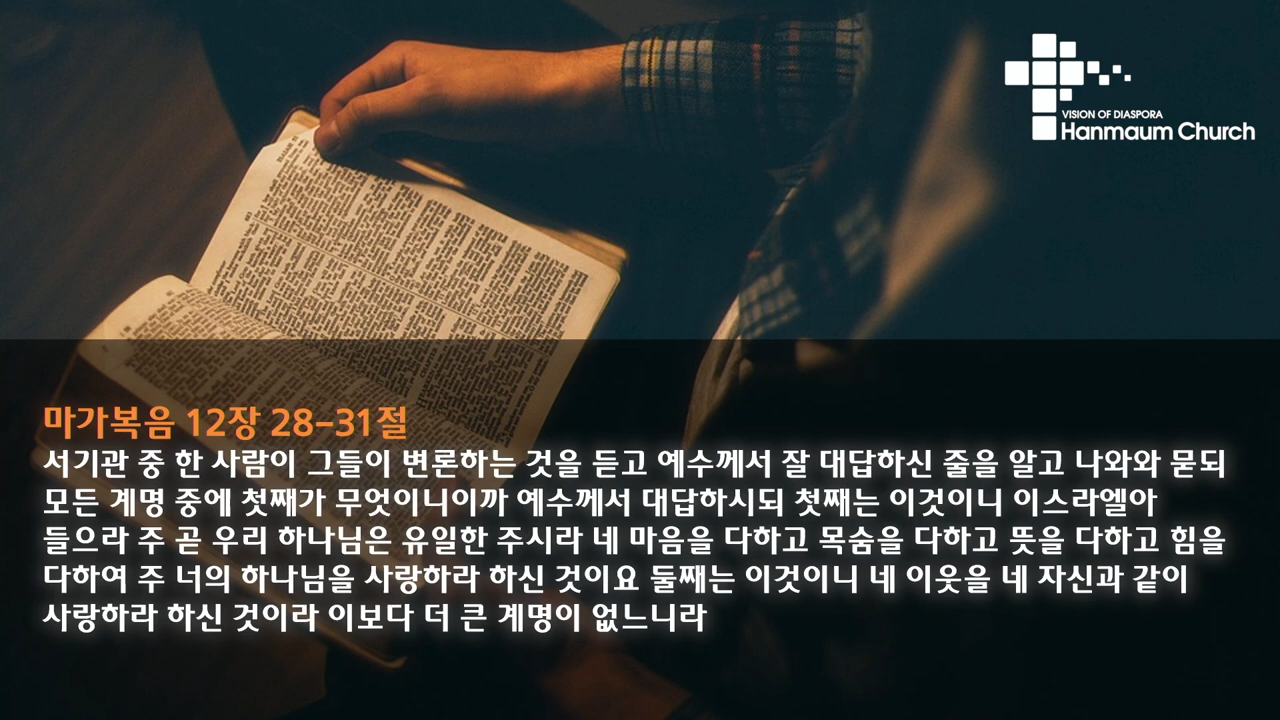 VISION OF DIASPORA
Hanmaum Church
마가복음 12장 28-31절
서기관 중 한 사람이 그들이 변론하는 것을 듣고 예수께서 잘 대답하신 줄을 알고 나와와 묻되
모든 계명 중에 첫째가 무엇이니이까 예수께서 대답하시되 첫째는 이것이니 이스라엘아
들으라 주 곧 우리 하나님은 유일한 주시라 네 마음을 다하고 목숨을 다하고 뜻을 다하고 힘을
다하여 주 너의 하나님을 사랑하라 하신 것이요 둘째는 이것이니 네 이웃을 네 자신과 같이
사랑하라 하신 것이라 이보다 더 큰 계명이 없느니라